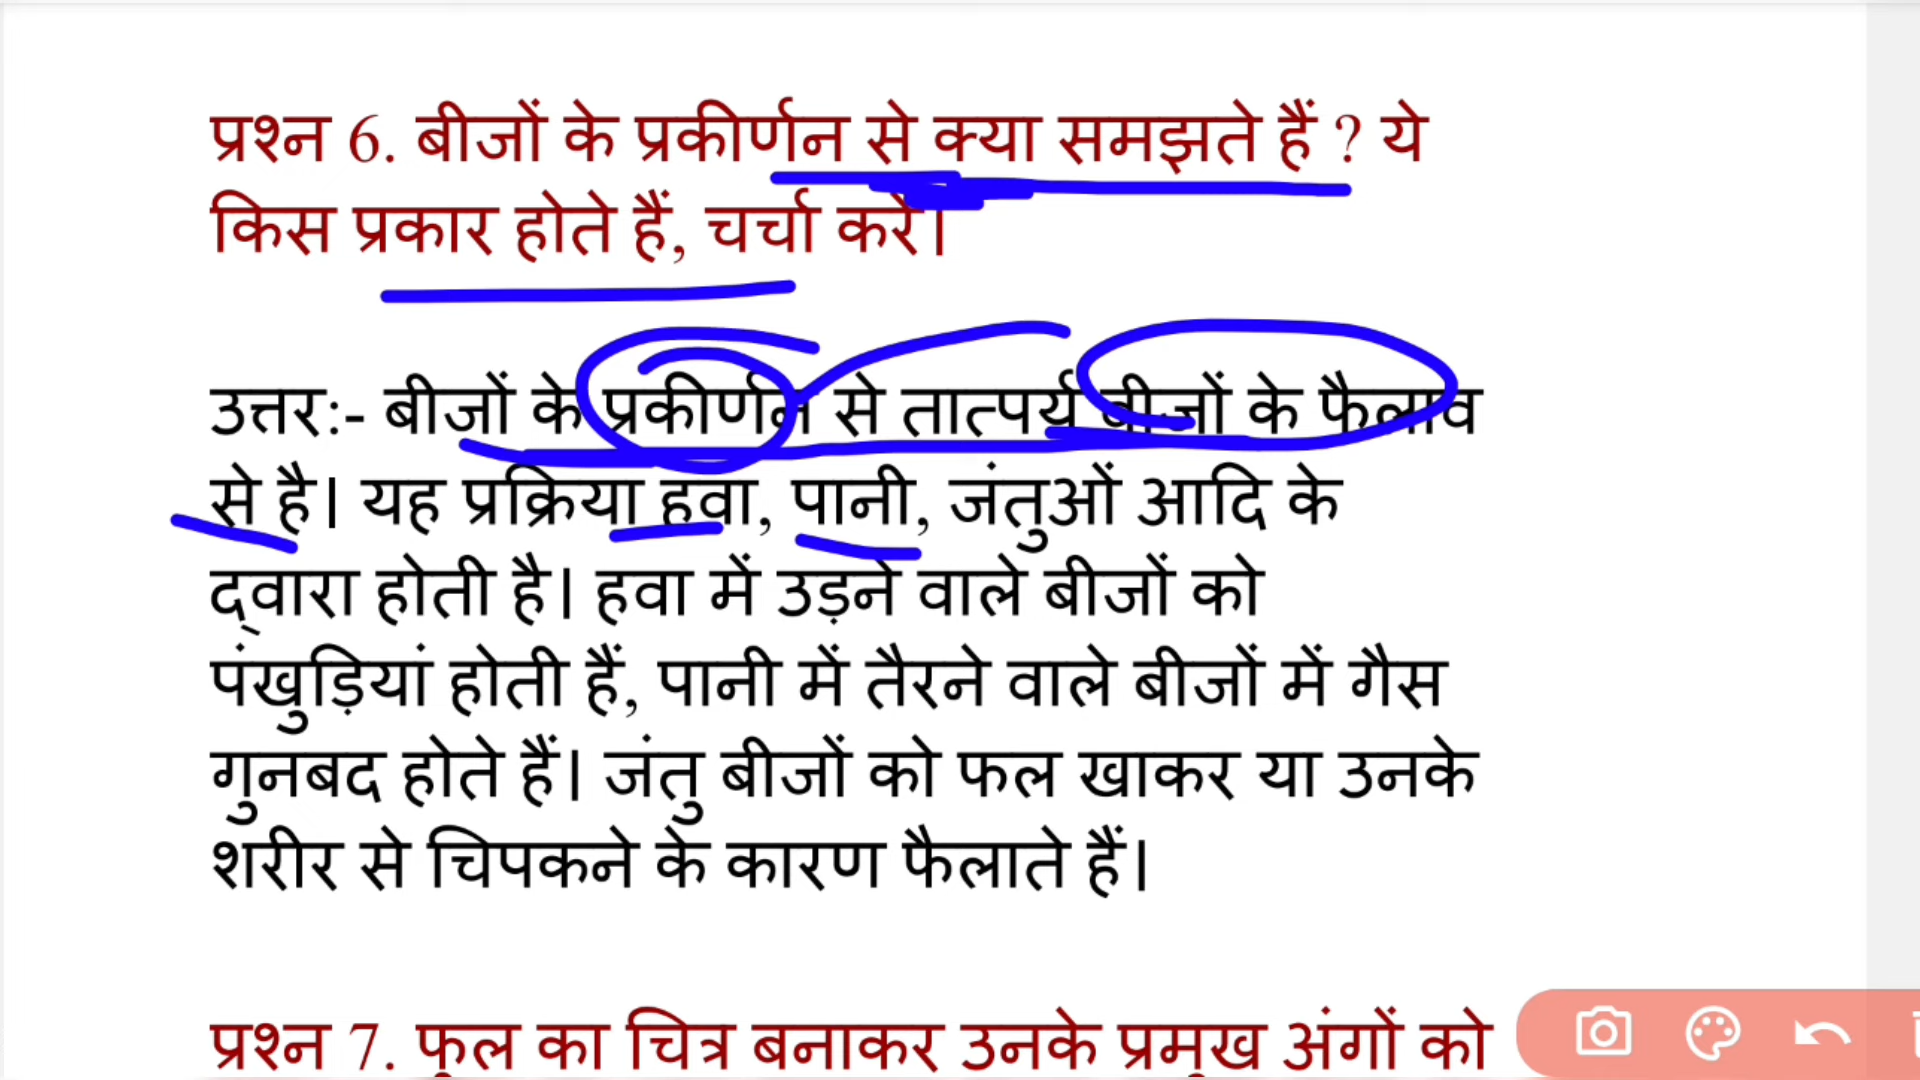 प्रश्न 6. बीजों के प्रकीर्णन से क्या समझते हैं ? ये
किस प्रकार होते हैं, चर्चा करें।
उत्तर:- बीजों के प्रकीर्णन से तात्पर्य बीजों के फैलाव
से है। यह प्रक्रिया हवा, पानी, जंतुओं आदि के
द्वारा होती है। हवा में उड़ने वाले बीजों को
पंखुड़ियां होती हैं, पानी में तैरने वाले बीजों में गैस
गुनबद होते हैं। जंतु बीजों को फल खाकर या उनके
शरीर से चिपकने के कारण फैलाते हैं।
प्रश्न 7. फूल का चित्र बनाकर उनके प्रमुख अंगों को